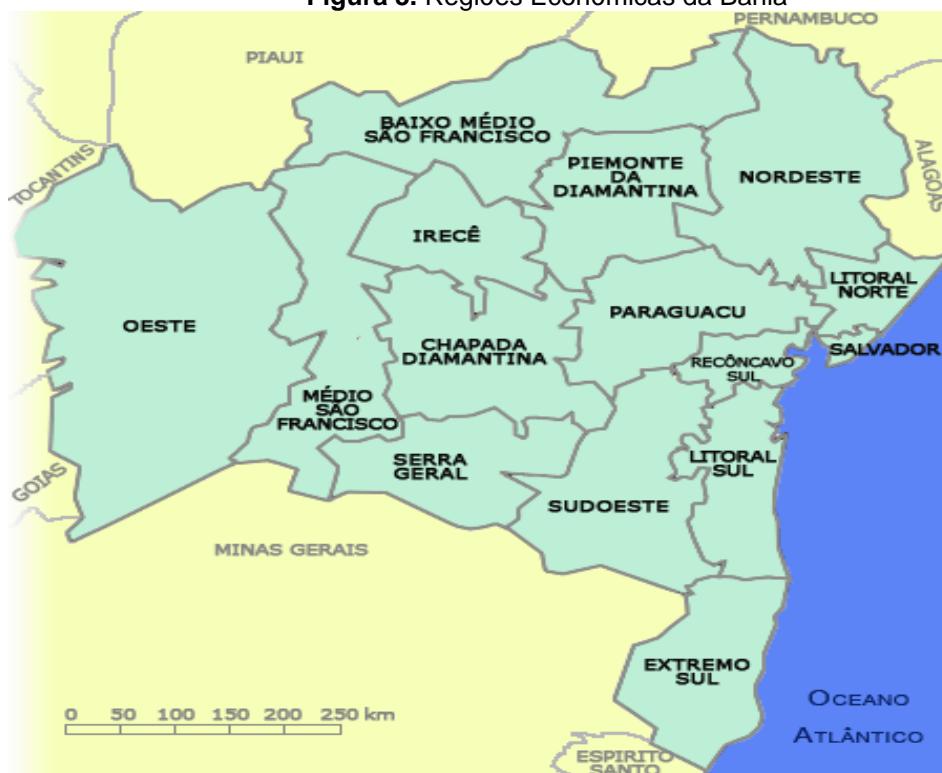 Figura 3. Regiões Econômicas da Bahia
PERNAMBUCO
PIAUI
BAIXO MÉDIO
SÃO FRANCISCO
TOCANTINS
PIEMONTE
DA
DIAMANTINA
NORDESTE
ALAGOAS
IRECÊ
LITORAL
NORTE
OESTE
PARAGUACU
CHAPADA
DIAMANTINA
SALVADOR
RECÔNCAVO
SUL
MÉDIO
SÃO
FRANCISCO
SERRA
GERAL
LITORAL
SUL
GOIAS
SUDOESTE
MINAS GERAIS
EXTREMO
SUL
0 50 100 150 200 250 km
OCEANO
ATLÂNTICO
ESPIRITO
SANTO